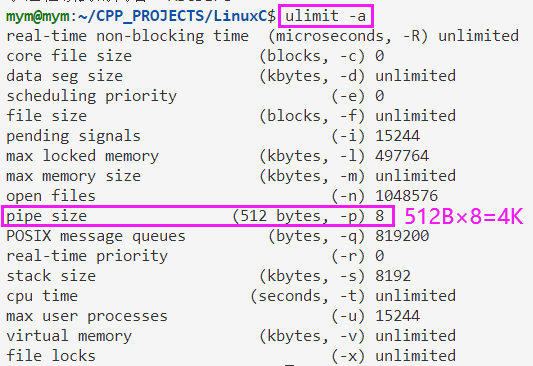 mym@mym:~/CPP_PROJECTS/LinuxC$ ulimit -a
real-time non-blocking time (microseconds, -R) unlimited
core file size (blocks, -c) 0
data seg size (kbytes, -d) unlimited
scheduling priority (-e) 0
file size (blocks, -f) unlimited
pending signals (-i) 15244
max locked memory (kbytes, -l) 497764
max memory size (kbytes, -m) unlimited
open files (-n) 1048576
pipe size (512 bytes, -p) 8 512B×8=4K
POSIX message queues (bytes, -q) 819200
real-time priority (-r) 0
stack size (kbytes, -s) 8192
cpu time (seconds, -t) unlimited
max user processes (-u) 15244
virtual memory (kbytes, -v) unlimited
file locks (-x) unlimited